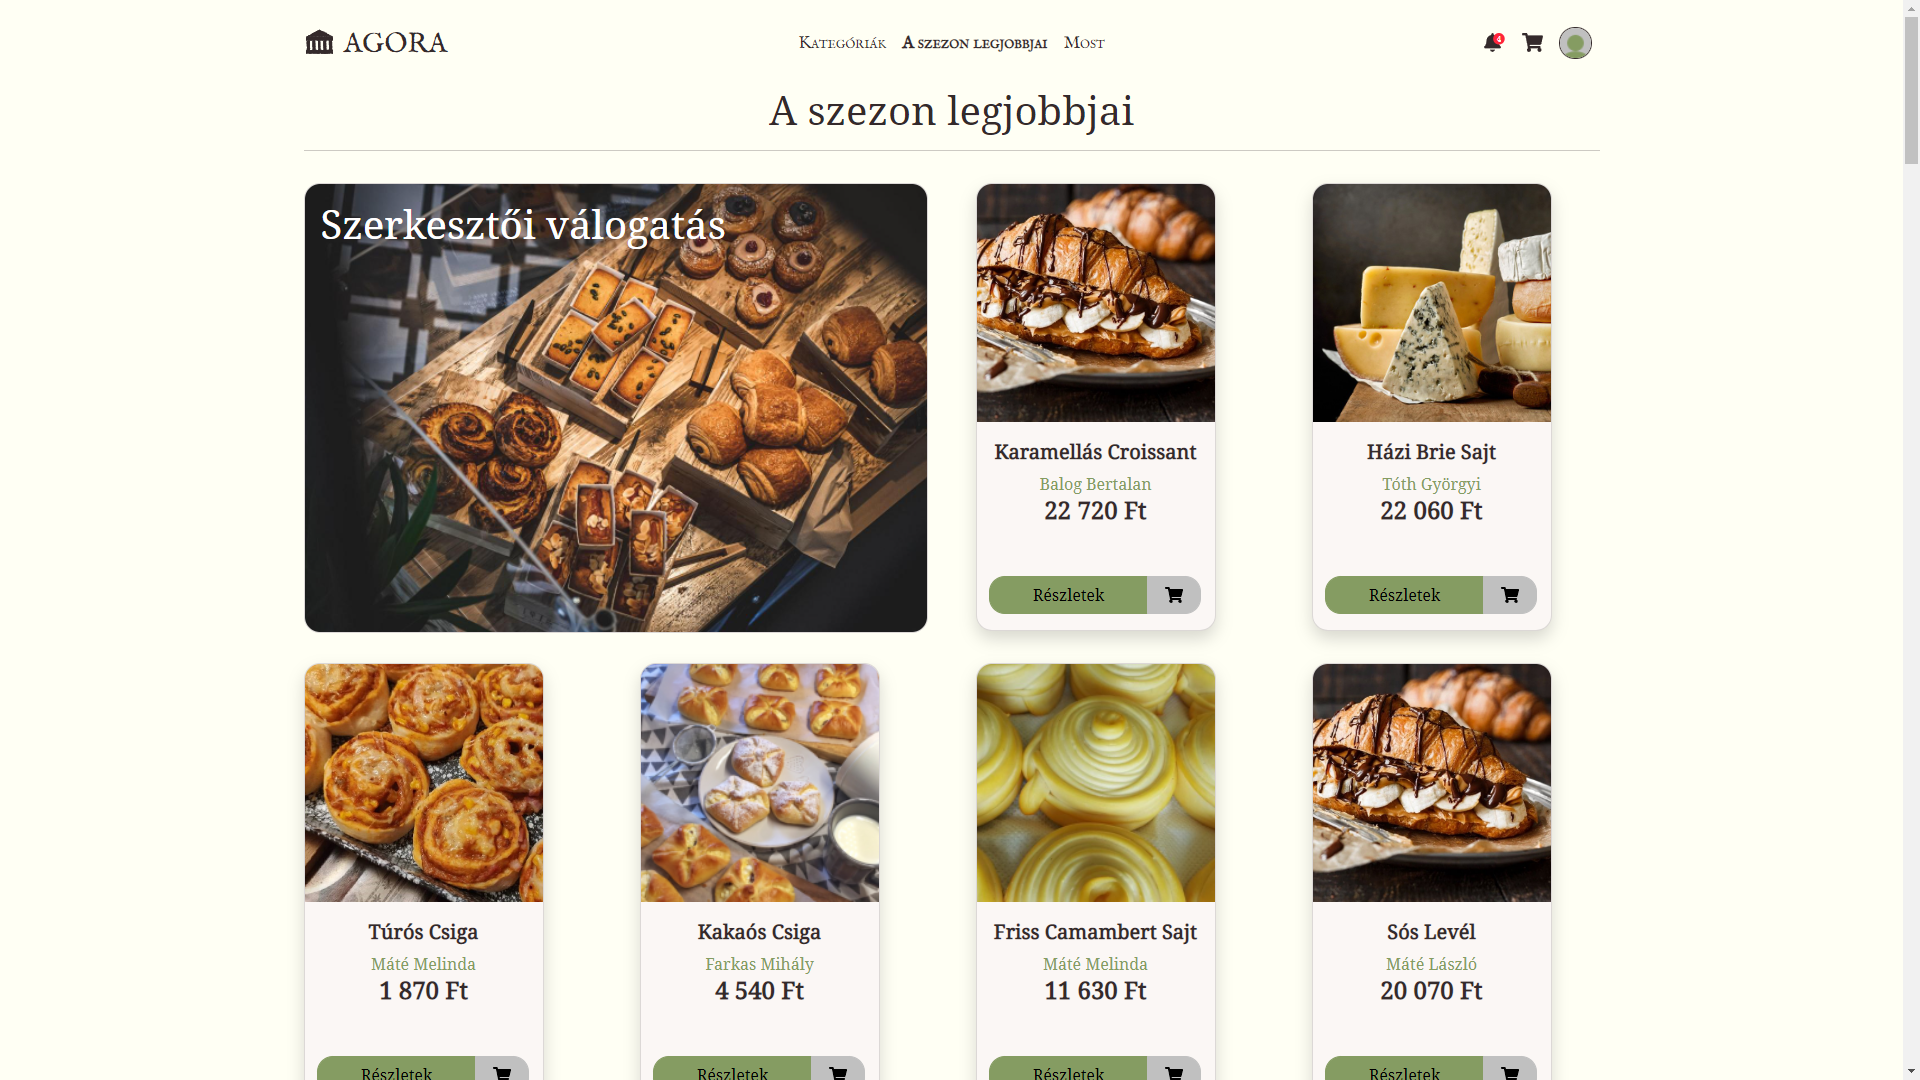 AGORA
Kategóriák A szezon legjobbjai Most
4
A szezon legjobbjai
Szerkesztői válogatás
Karamellás Croissant
Balog Bertalan
22 720 Ft
Részletek
Házi Brie Sajt
Tóth Györgyi
22 060 Ft
Részletek
Túrós Csiga
Máté Melinda
1 870 Ft
Részletek
Kakaós Csiga
Farkas Mihály
4 540 Ft
Részletek
Friss Camambert Sajt
Máté Melinda
11 630 Ft
Részletek
Sós Levél
Máté László
20 070 Ft
Részletek